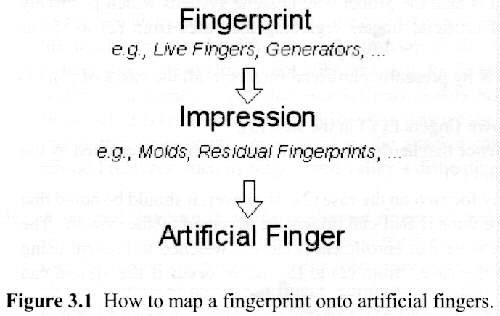 Fingerprint
e.g., Live Fingers, Generators, ...
Impression
e.g., Molds, Residual Fingerprints, ...
Artificial Finger
Figure 3.1 How to map a fingerprint onto artificial fingers.